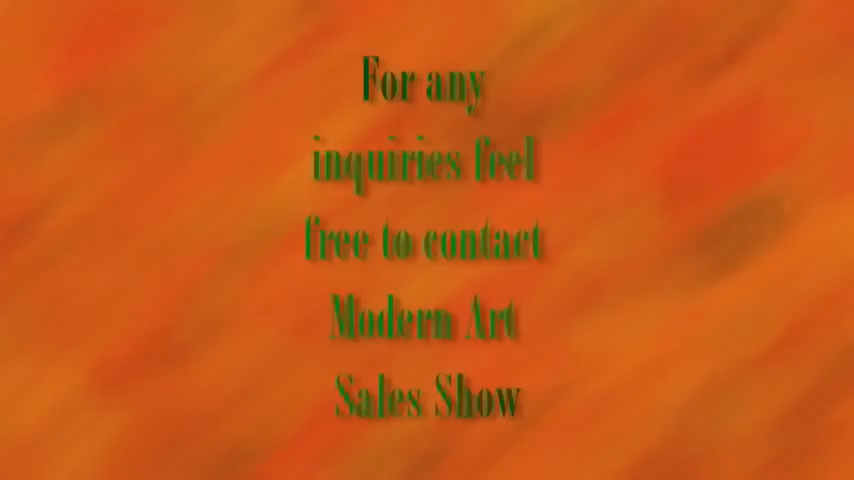 For any
inquiries feel
free to contact
Modern Art
Sales Show